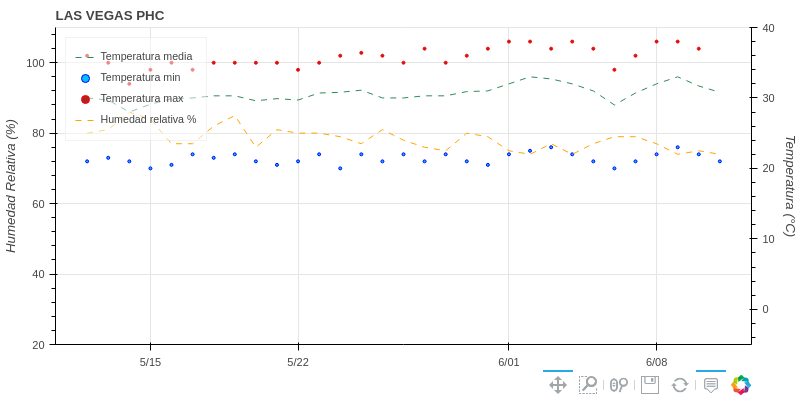 LAS VEGAS PHC
Temperatura media
Temperatura min
Temperatura max
Humedad relativa %
Humedad Relativa (%)
100
80
60
40
20
Temperatura (°C)
40
30
20
10
0
5/15
5/22
6/01
6/08